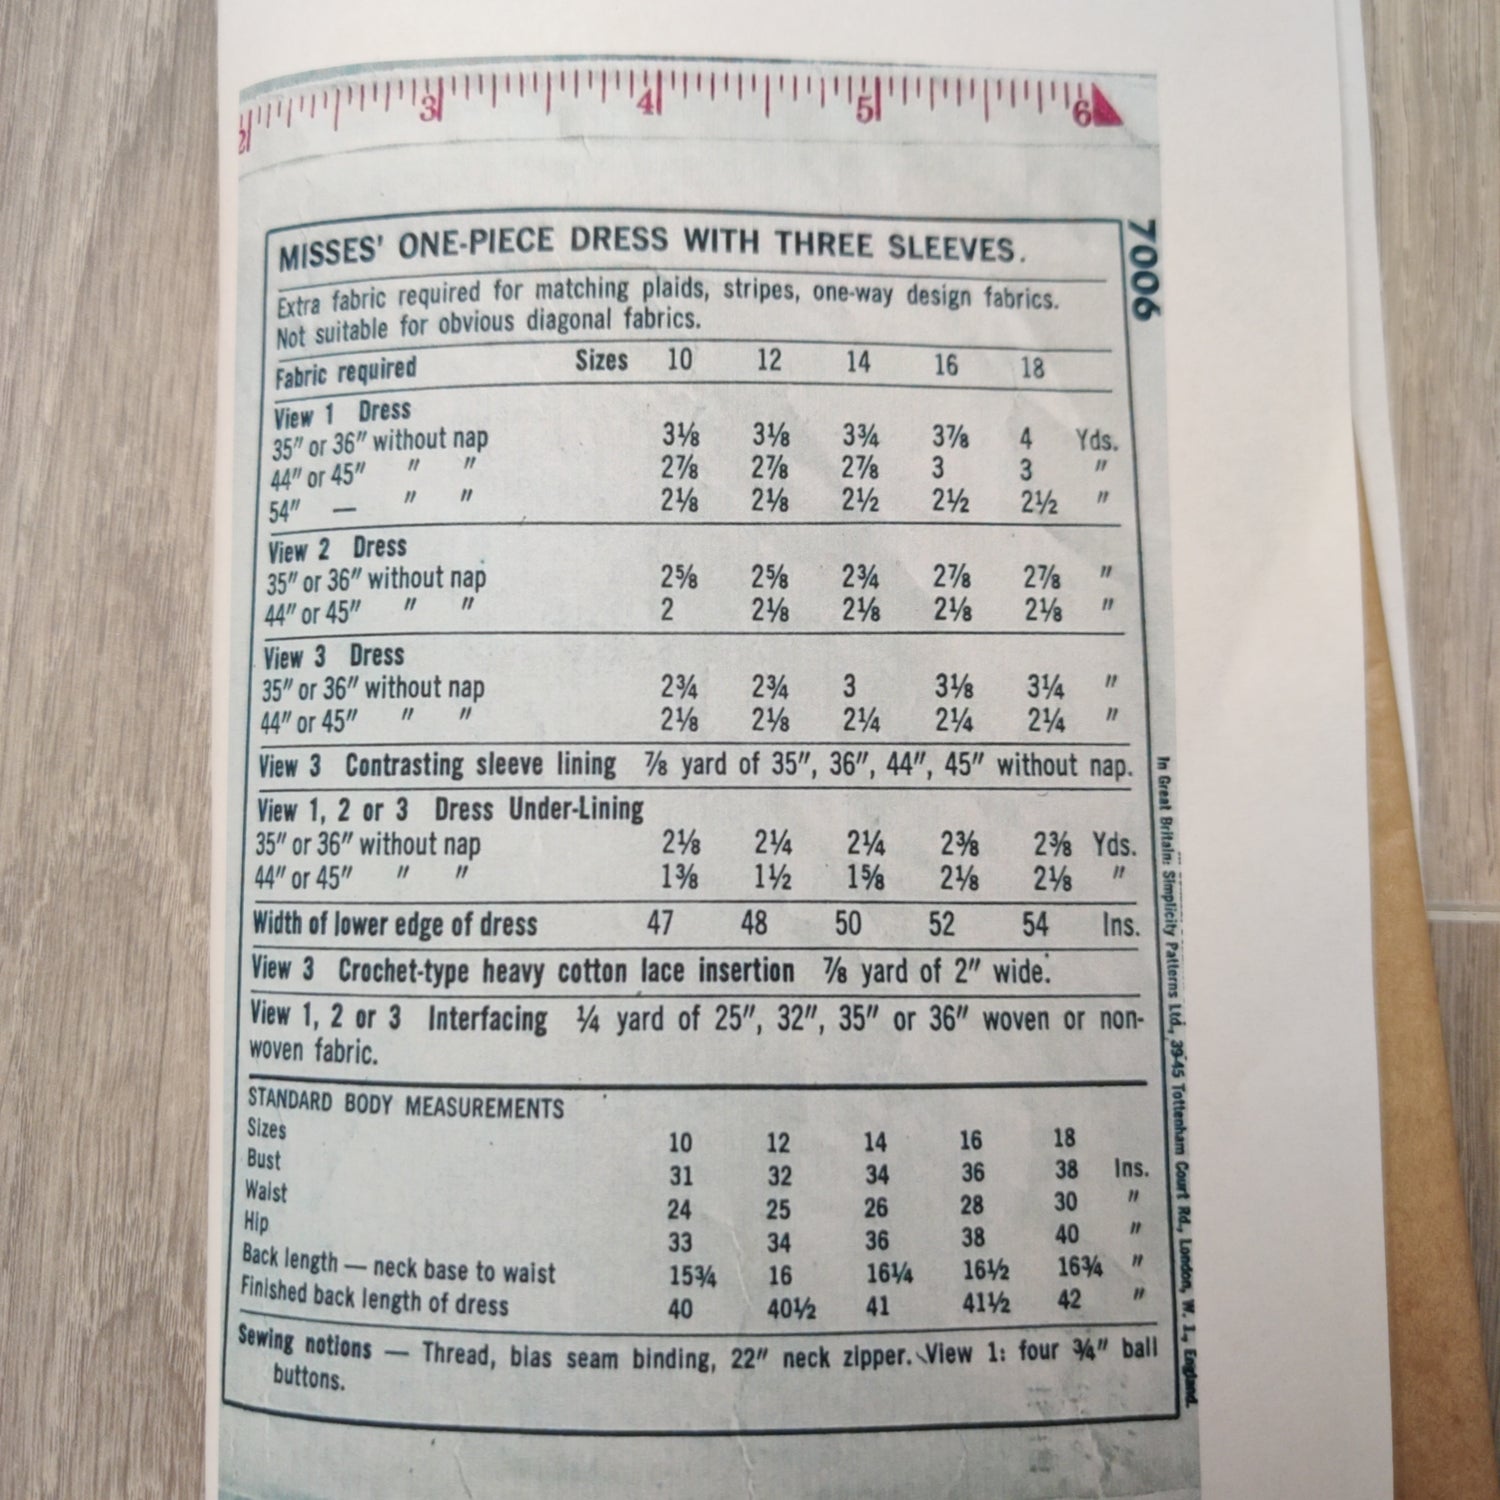 2 3 4 5 6
MISSES' ONE-PIECE DRESS WITH THREE SLEEVES.
7006
Extra fabric required for matching plaids, stripes, one-way design fabrics.
Not suitable for obvious diagonal fabrics.
Fabric required Sizes 10 12 14 16 18
View 1 Dress
35" or 36" without nap 3⅛ 3⅛ 3¾ 3⅞ 4 Yds.
44" or 45" " " 2⅞ 2⅞ 2⅞ 3 3 "
54" — " " 2⅛ 2⅛ 2½ 2½ 2½ "
View 2 Dress
35" or 36" without nap 2⅝ 2⅝ 2¾ 2⅞ 2⅞ "
44" or 45" " " 2 2⅛ 2⅛ 2⅛ 2⅛ "
View 3 Dress
35" or 36" without nap 2¾ 2¾ 3 3⅛ 3¼ "
44" or 45" " " 2⅛ 2⅛ 2¼ 2¼ 2¼ "
View 3 Contrasting sleeve lining ⅞ yard of 35", 36", 44", 45" without nap.
View 1, 2 or 3 Dress Under-Lining
35" or 36" without nap 2⅛ 2¼ 2¼ 2⅜ 2⅜ Yds.
44" or 45" " " 1⅜ 1½ 1⅝ 2⅛ 2⅛ "
Width of lower edge of dress 47 48 50 52 54 Ins.
View 3 Crochet-type heavy cotton lace insertion ⅞ yard of 2" wide.
View 1, 2 or 3 Interfacing ¼ yard of 25", 32", 35" or 36" woven or non-
woven fabric.
STANDARD BODY MEASUREMENTS
Sizes 10 12 14 16 18
Bust 31 32 34 36 38 Ins.
Waist 24 25 26 28 30 "
Hip 33 34 36 38 40 "
Back length — neck base to waist 15¾ 16 16¼ 16½ 16¾ "
Finished back length of dress 40 40½ 41 41½ 42 "
Sewing notions — Thread, bias seam binding, 22" neck zipper. View 1: four ¾" ball
buttons.
In Great Britain: Simplicity Patterns Ltd., 39-45 Tottenham Court Rd., London, W. 1., England.